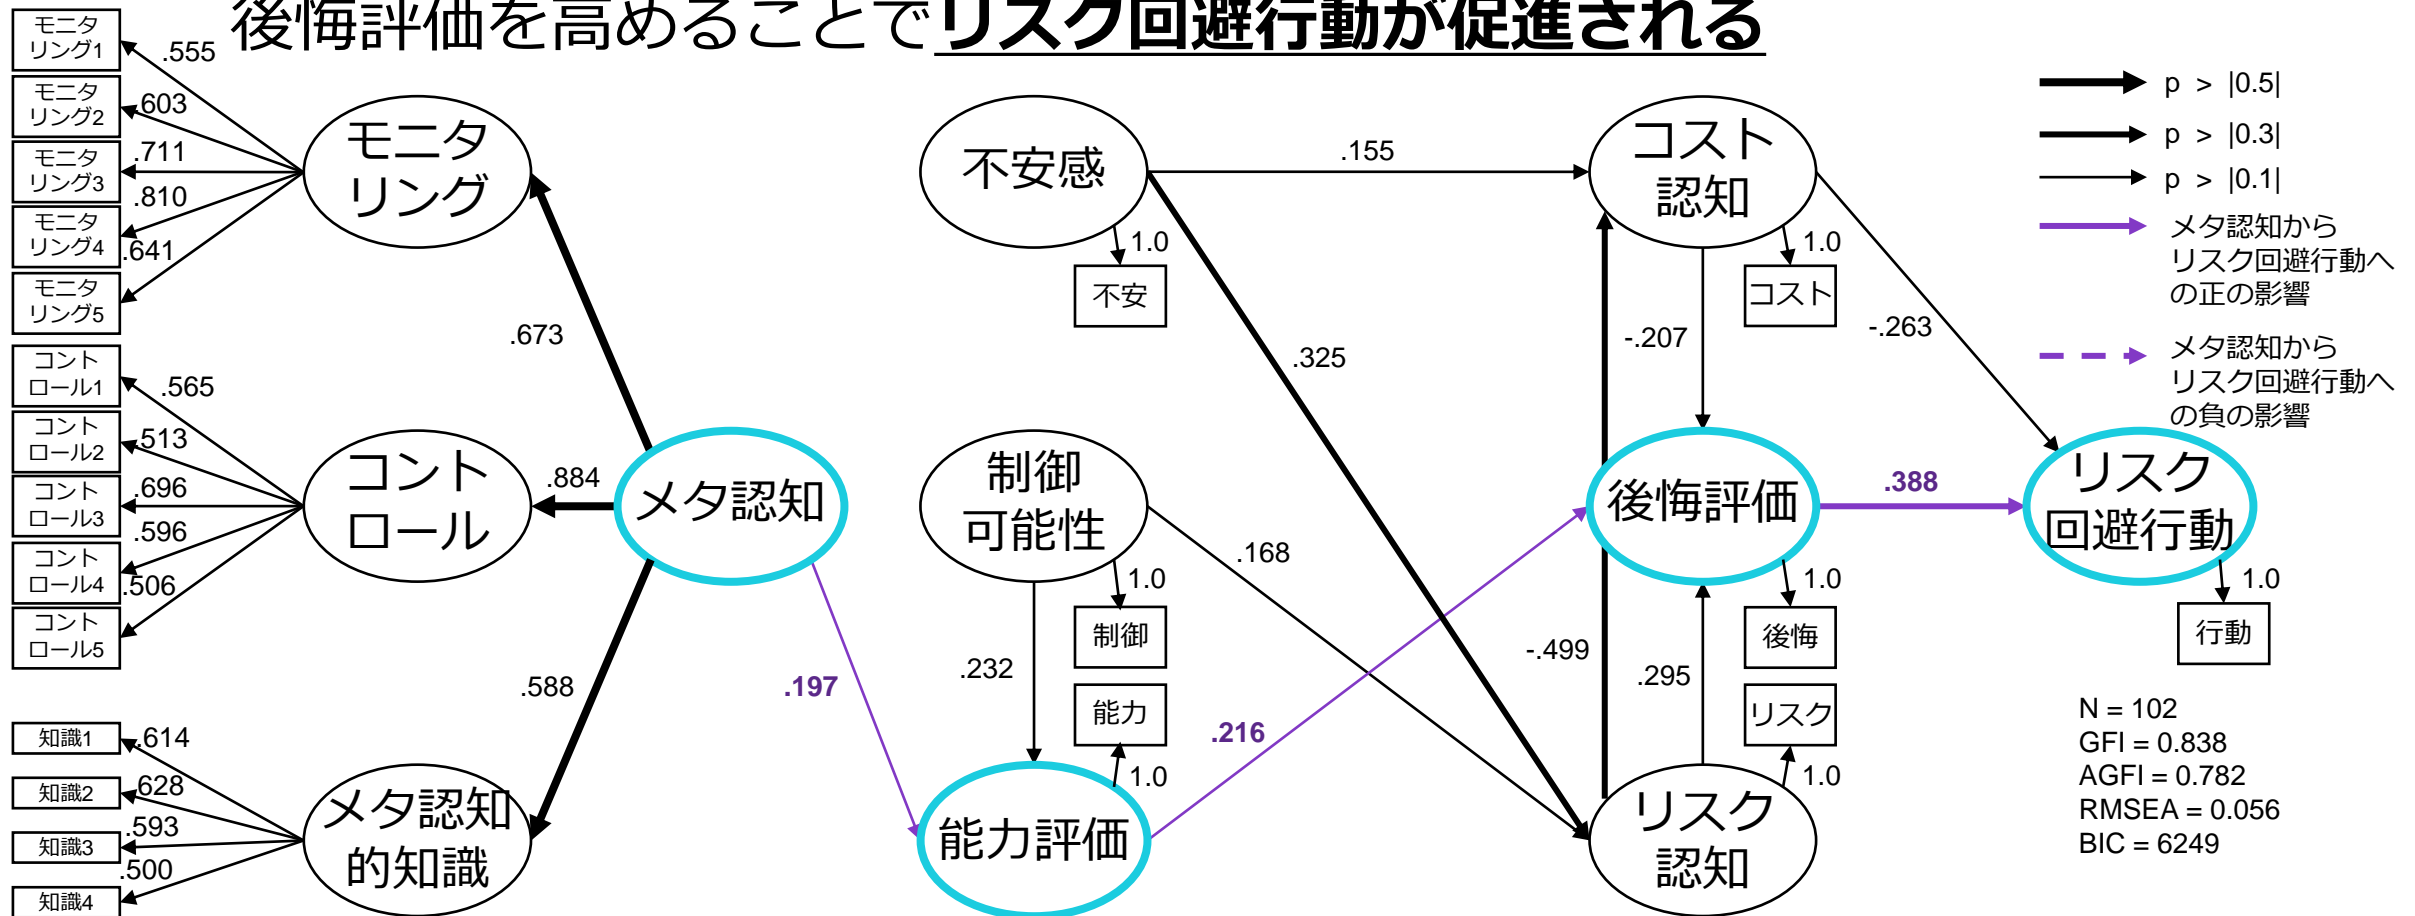 後悔評価を高めることでリスク回避行動が促進される
モニタ
リング1
モニタ
リング2
モニタ
リング3
モニタ
リング4
モニタ
リング5
.555
.603
.711
.810
.641
モニタ
リング
コント
ロール1
コント
ロール2
コント
ロール3
コント
ロール4
コント
ロール5
.565
.513
.696
.596
.506
コント
ロール
知識1
知識2
知識3
知識4
.614
.628
.593
.500
メタ認知
的知識
.673
.884
.588
メタ認知
.197
不安感
1.0
不安
.155
.325
制御
可能性
1.0
制御
.232
.168
能力
1.0
能力評価
.216
コスト
認知
1.0
コスト
-.207
-.263
後悔評価
1.0
後悔
.388
-.499
.295
リスク
1.0
リスク
認知
リスク
回避行動
1.0
行動
p > |0.5|
p > |0.3|
p > |0.1|
メタ認知から
リスク回避行動へ
の正の影響
メタ認知から
リスク回避行動へ
の負の影響
N = 102
GFI = 0.838
AGFI = 0.782
RMSEA = 0.056
BIC = 6249